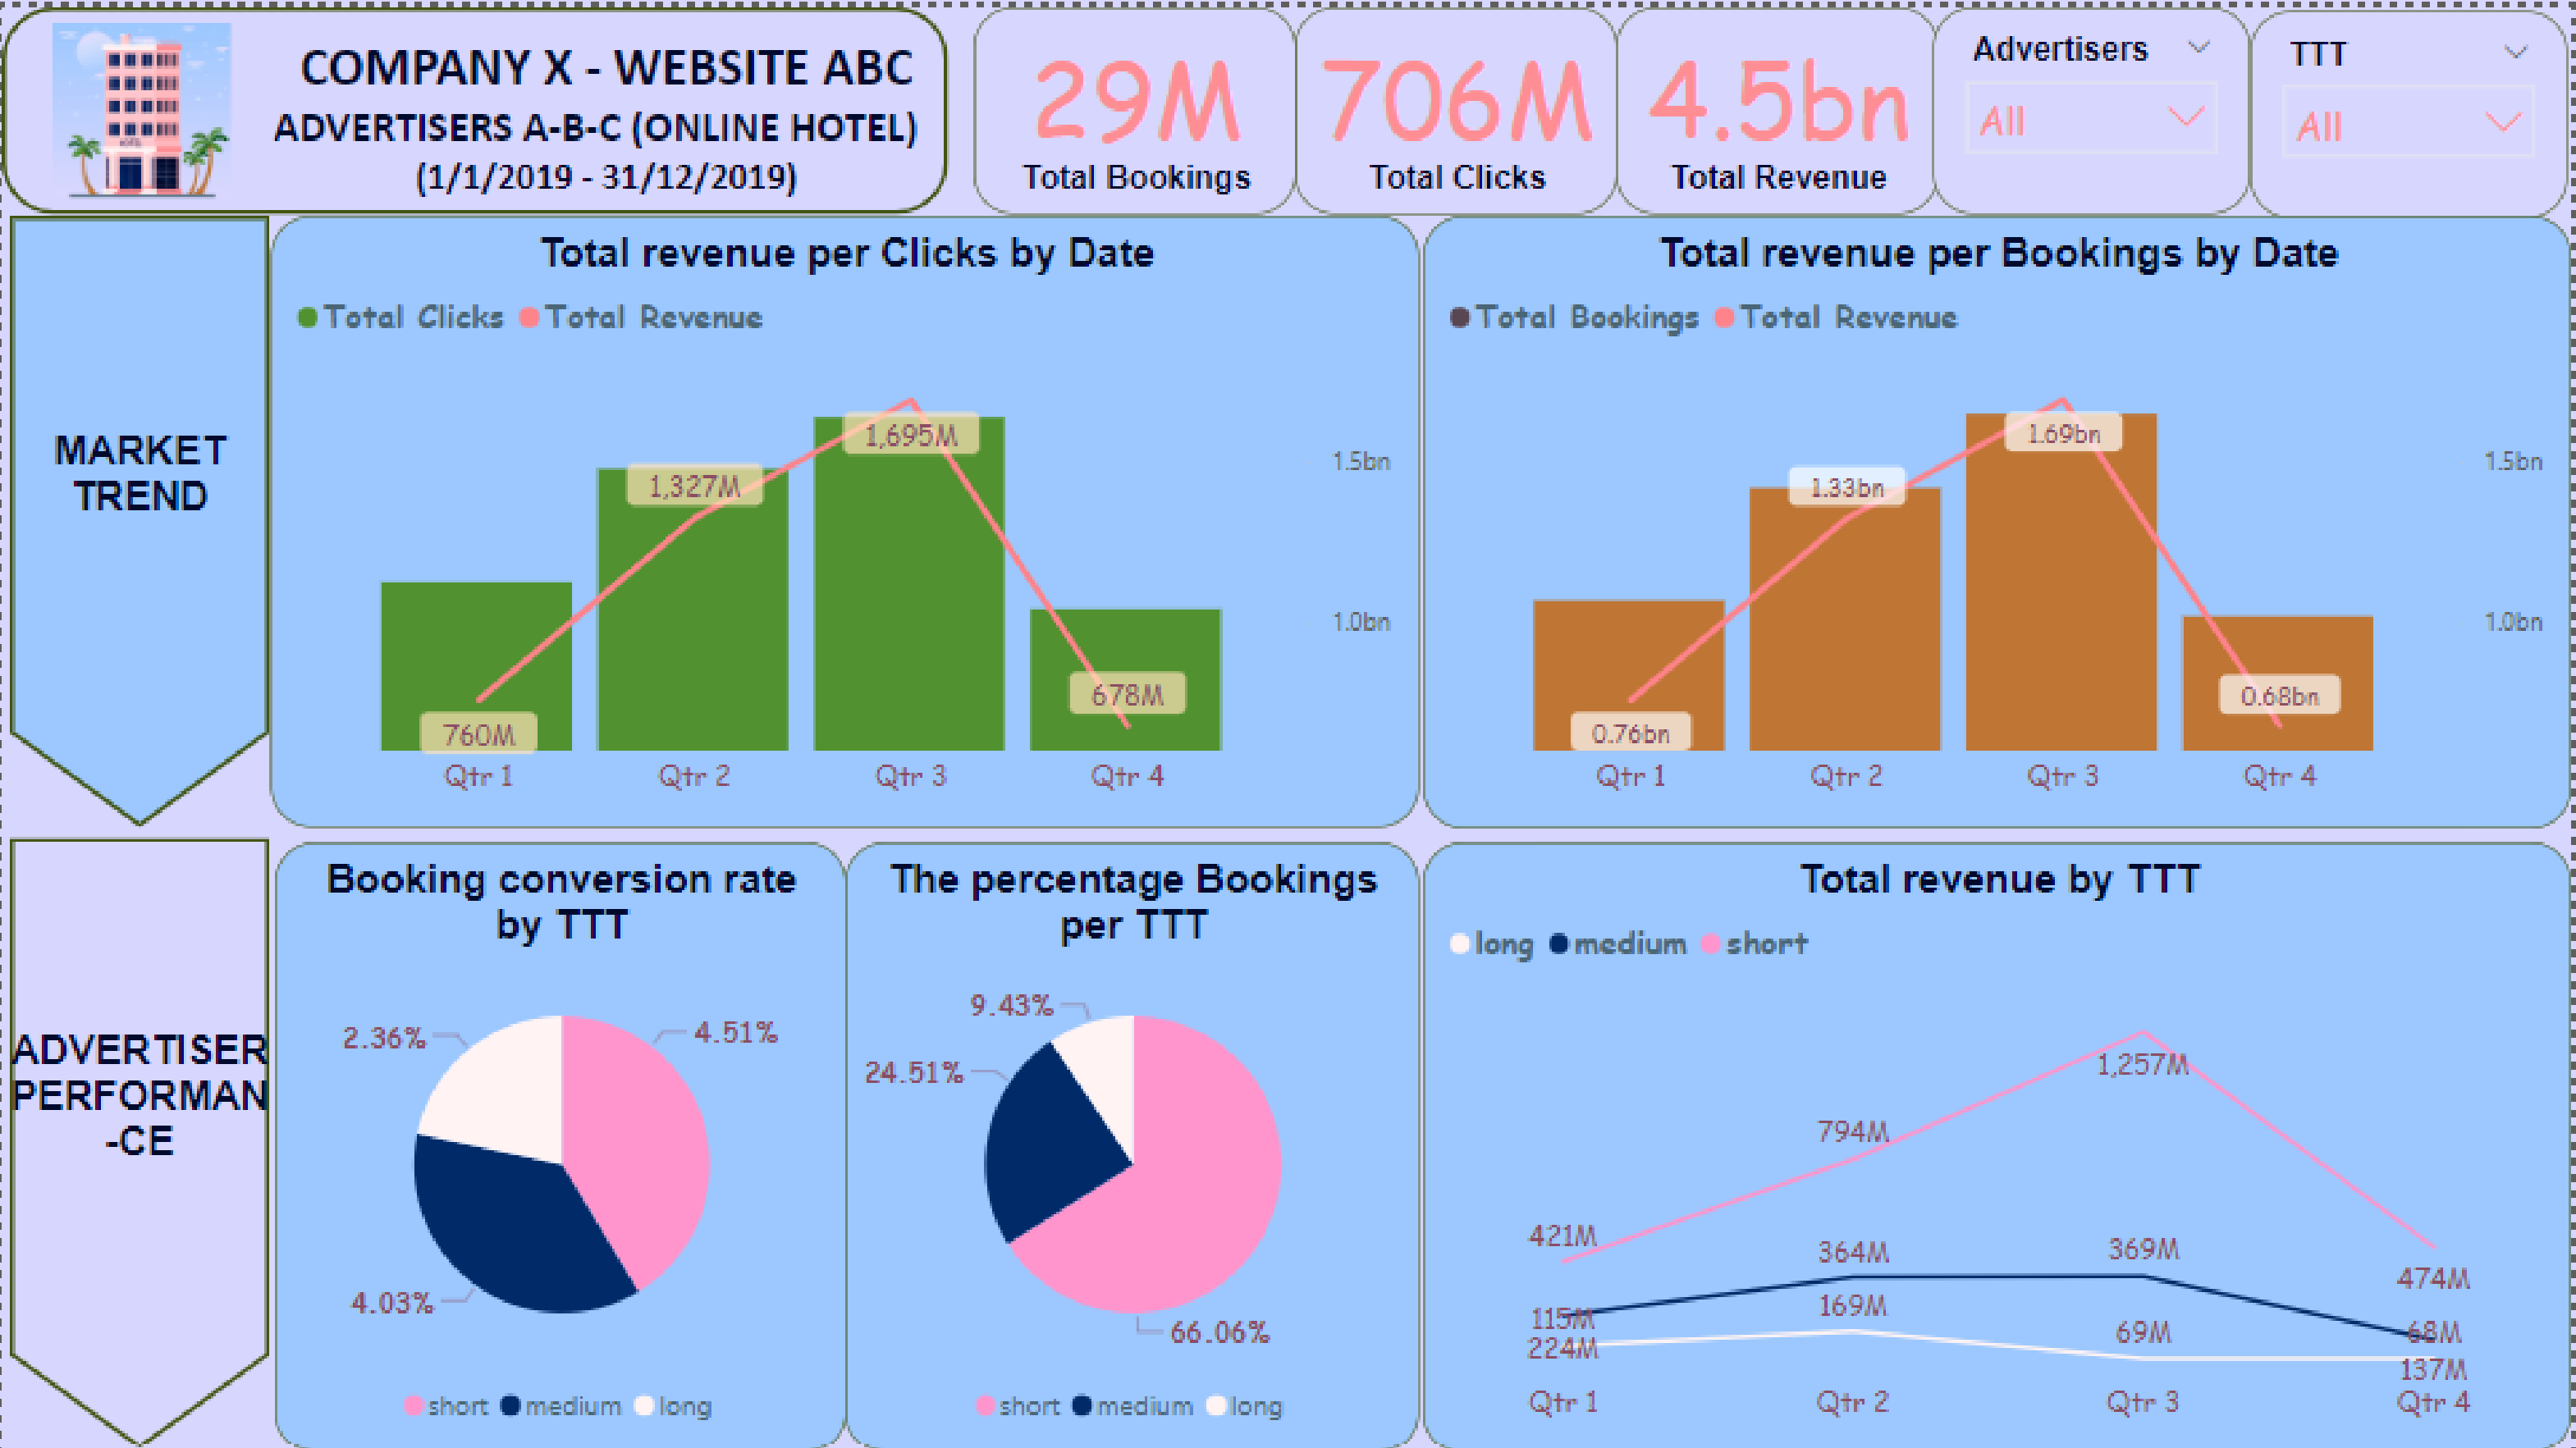 COMPANY X - WEBSITE ABC
ADVERTISERS A-B-C (ONLINE HOTEL)
(1/1/2019 - 31/12/2019)
HOTEL
29M
Total Bookings
706M
Total Clicks
4.5bn
Total Revenue
Advertisers
All
TTT
All
MARKET
TREND
Total revenue per Clicks by Date
Total Clicks Total Revenue
1,695M
1,327M
1.5bn
1.0bn
678M
760M
Qtr 1 Qtr 2 Qtr 3 Qtr 4
Total revenue per Bookings by Date
Total Bookings Total Revenue
1.69bn
1.33bn
1.5bn
1.0bn
0.68bn
0.76bn
Qtr 1 Qtr 2 Qtr 3 Qtr 4
ADVERTISER
PERFORMAN
-CE
Booking conversion rate
by TTT
2.36%
4.51%
4.03%
short medium long
The percentage Bookings
per TTT
9.43%
24.51%
66.06%
short medium long
Total revenue by TTT
long medium short
1,257M
794M
421M
364M
369M
474M
115M
169M
69M
68M
224M
137M
Qtr 1 Qtr 2 Qtr 3 Qtr 4